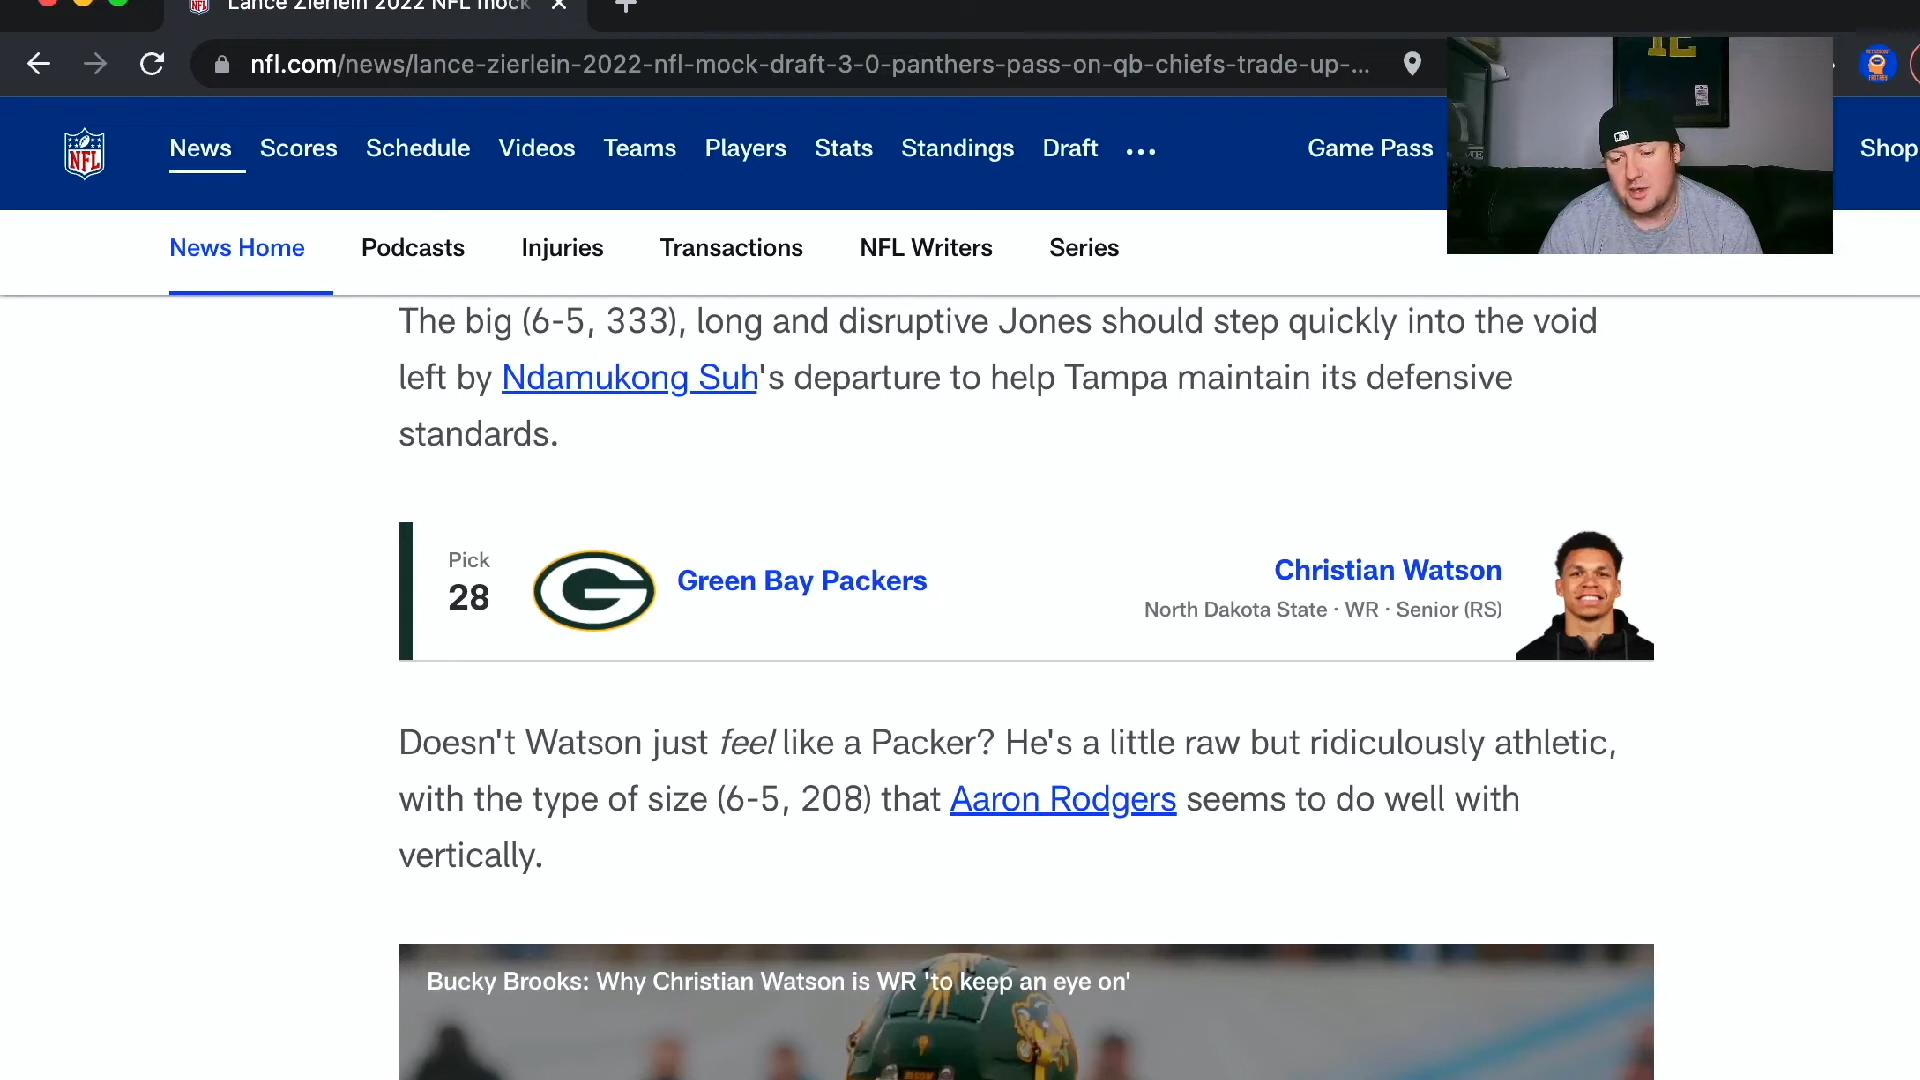 Lance Zierlein 2022 NFL mock
nfl.com/news/lance-zierlein-2022-nfl-mock-draft-3-0-panthers-pass-on-qb-chiefs-trade-up-...
12
NFL
News Scores Schedule Videos Teams Players Stats Standings Draft ... Game Pass Shop
News Home Podcasts Injuries Transactions NFL Writers Series
The big (6-5, 333), long and disruptive Jones should step quickly into the void
left by Ndamukong Suh's departure to help Tampa maintain its defensive
standards.
Pick
28
G
Green Bay Packers
Christian Watson
North Dakota State · WR · Senior (RS)
Doesn't Watson just feel like a Packer? He's a little raw but ridiculously athletic,
with the type of size (6-5, 208) that Aaron Rodgers seems to do well with
vertically.
Bucky Brooks: Why Christian Watson is WR 'to keep an eye on'